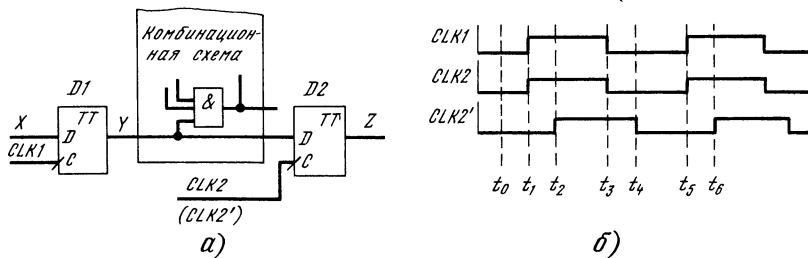 Комбинацион-
ная схема
&
D1
TT
X
D
CLK1
C
Y
D2
TT
D
C
Z
CLK2
(CLK2')
а)
CLK1
CLK2
CLK2'
t0 t1 t2 t3 t4 t5 t6
б)